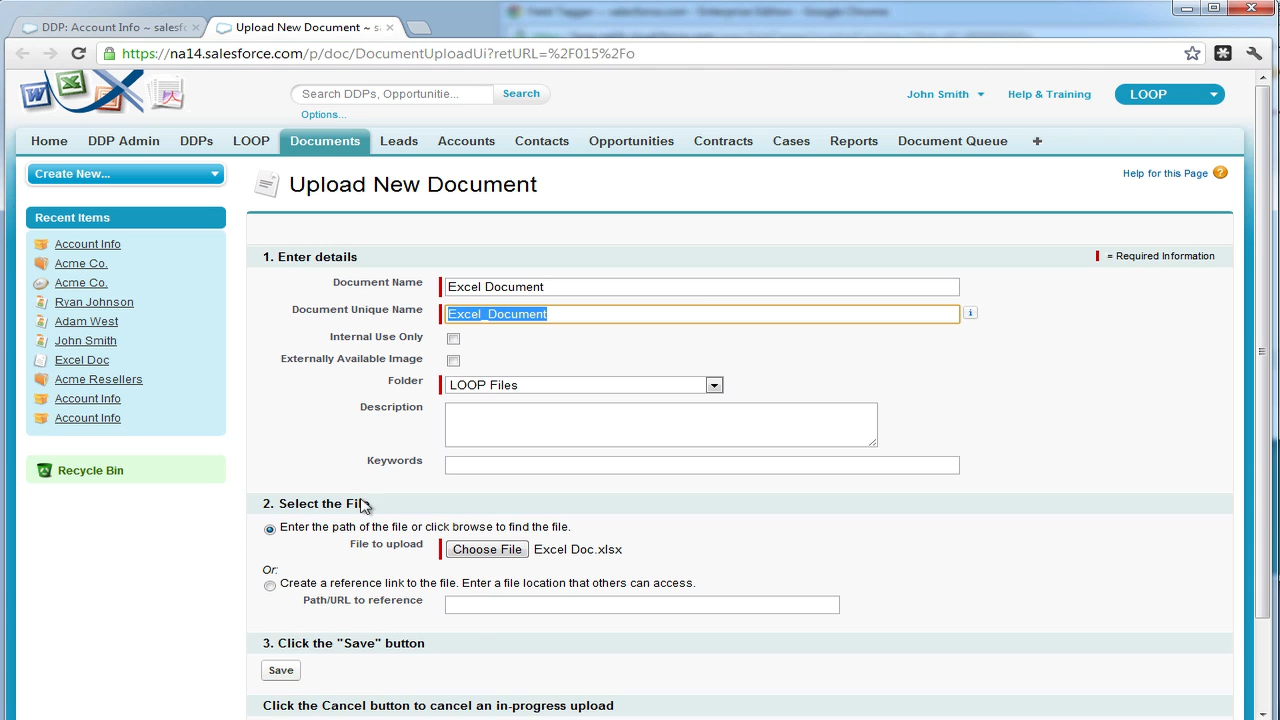 DDP: Account Info ~ salesf
Upload New Document ~ s
https://na14.salesforce.com/p/doc/DocumentUploadUi?retURL=%2F015%2Fo
Search DDPs, Opportunitie...
Search
Options...
John Smith
Help & Training
LOOP
Home
DDP Admin
DDPs
LOOP
Documents
Leads
Accounts
Contacts
Opportunities
Contracts
Cases
Reports
Document Queue
Create New...
Recent Items
Account Info
Acme Co.
Acme Co.
Ryan Johnson
Adam West
John Smith
Excel Doc
Acme Resellers
Account Info
Account Info
Recycle Bin
Upload New Document
Help for this Page
1. Enter details
= Required Information
Document Name
Excel Document
Document Unique Name
Excel_Document
Internal Use Only
Externally Available Image
Folder
LOOP Files
Description
Keywords
2. Select the File
Enter the path of the file or click browse to find the file.
File to upload
Choose File
Excel Doc.xlsx
Or:
Create a reference link to the file. Enter a file location that others can access.
Path/URL to reference
3. Click the "Save" button
Save
Click the Cancel button to cancel an in-progress upload